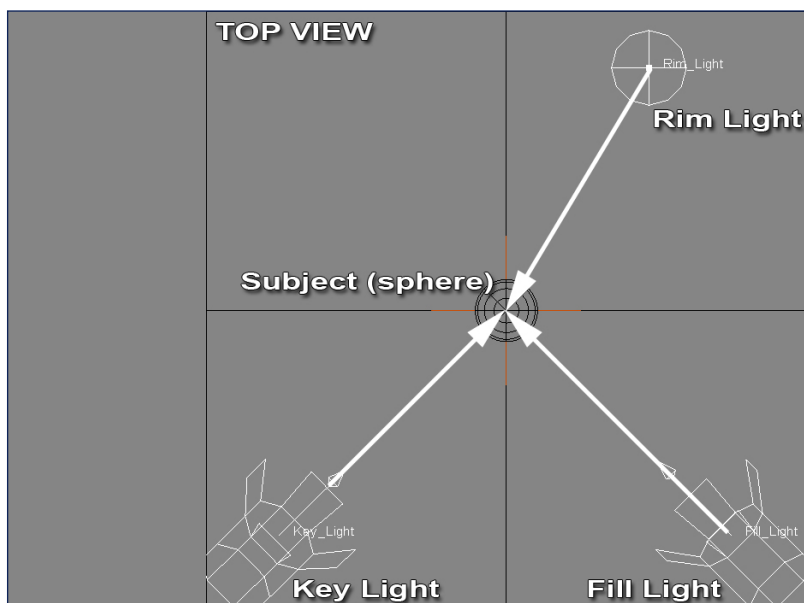 TOP VIEW
Rim_Light
Rim Light
Subject (sphere)
Key_Light
Fill_Light
Key Light
Fill Light